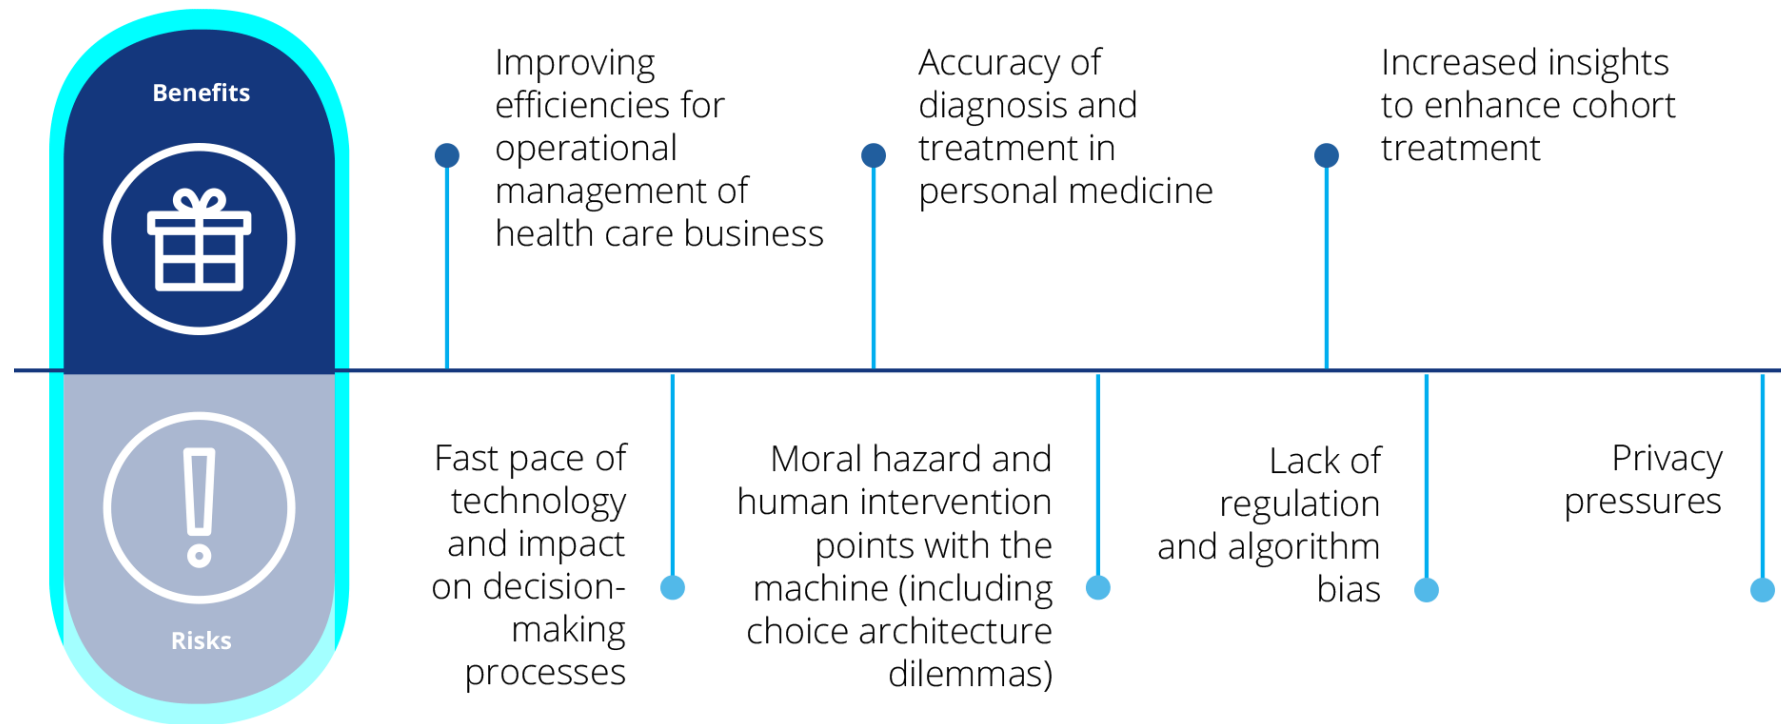 Benefits
Improving
efficiencies for
operational
management of
health care business
Accuracy of
diagnosis and
treatment in
personal medicine
Increased insights
to enhance cohort
treatment
Risks
Fast pace of
technology
and impact
on decision-
making
processes
Moral hazard and
human intervention
points with the
machine (including
choice architecture
dilemmas)
Lack of
regulation
and algorithm
bias
Privacy
pressures